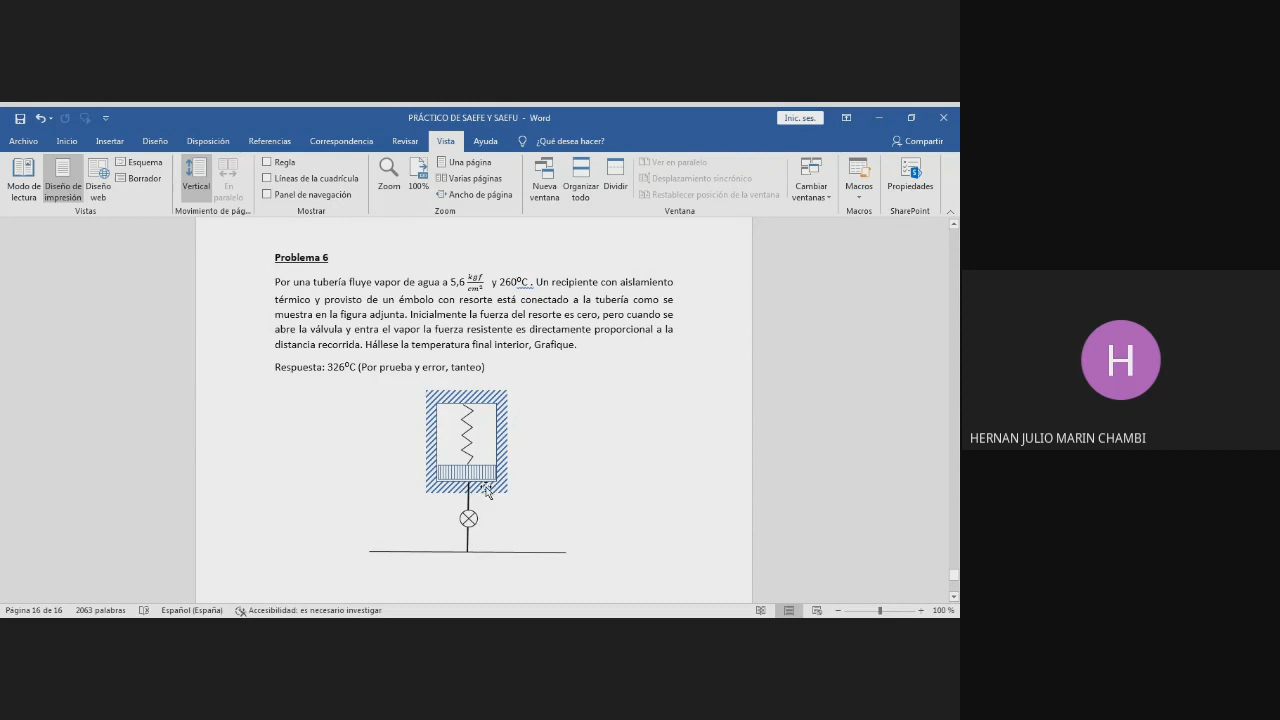 PRÁCTICO DE SAEFE Y SAEFU - Word
Inic. ses.
Archivo Inicio Insertar Diseño Disposición Referencias Correspondencia Revisar Vista Ayuda ¿Qué desea hacer? Compartir
Modo de lectura
Diseño de impresión
Diseño web
Esquema
Borrador
Vistas
Vertical
En paralelo
Movimiento de pág...
Regla
Líneas de la cuadrícula
Panel de navegación
Mostrar
Zoom
100%
Una página
Varias páginas
Ancho de página
Zoom
Nueva ventana
Organizar todo
Dividir
Ver en paralelo
Desplazamiento sincrónico
Restablecer posición de la ventana
Cambiar ventanas
Ventana
Macros
Macros
Propiedades
SharePoint
Problema 6
Por una tubería fluye vapor de agua a 5,6 kgf/cm² y 260°C . Un recipiente con aislamiento
térmico y provisto de un émbolo con resorte está conectado a la tubería como se
muestra en la figura adjunta. Inicialmente la fuerza del resorte es cero, pero cuando se
abre la válvula y entra el vapor la fuerza resistente es directamente proporcional a la
distancia recorrida. Hállese la temperatura final interior, Grafique.
Respuesta: 326°C (Por prueba y error, tanteo)
H
HERNAN JULIO MARIN CHAMBI
Página 16 de 16 2063 palabras Español (España) Accesibilidad: es necesario investigar 100 %